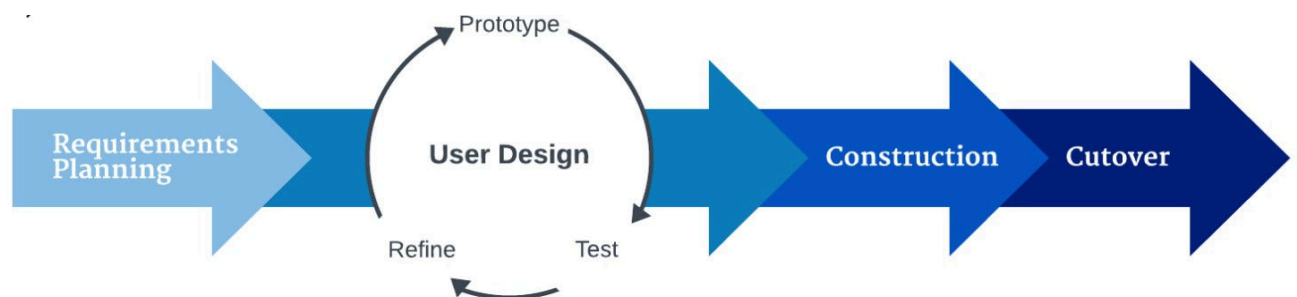 Prototype
Requirements
Planning
User Design
Construction
Cutover
Refine
Test